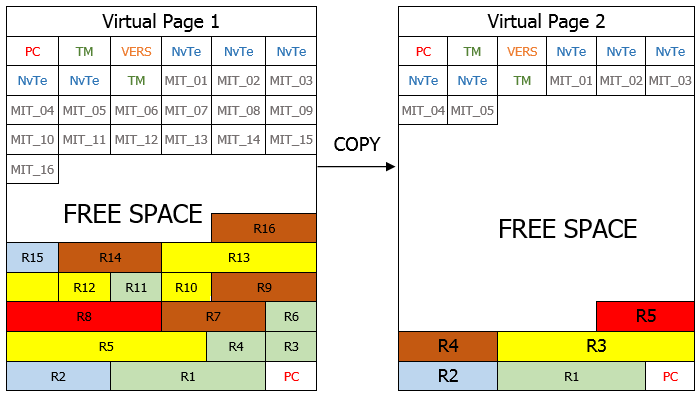 Virtual Page 1
PC TM VERS NvTe NvTe NvTe
NvTe NvTe TM MIT_01 MIT_02 MIT_03
MIT_04 MIT_05 MIT_06 MIT_07 MIT_08 MIT_09
MIT_10 MIT_11 MIT_12 MIT_13 MIT_14 MIT_15
MIT_16
FREE SPACE
R16
R15 R14 R13
R12 R11 R10 R9
R8 R7 R6
R5 R4 R3
R2 R1 PC
COPY
Virtual Page 2
PC TM VERS NvTe NvTe NvTe
NvTe NvTe TM MIT_01 MIT_02 MIT_03
MIT_04 MIT_05
FREE SPACE
R5
R4 R3
R2 R1 PC